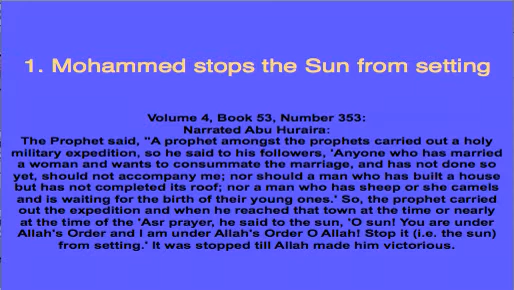 1. Mohammed stops the Sun from setting
Volume 4, Book 53, Number 353:
Narrated Abu Huraira:
The Prophet said, "A prophet amongst the prophets carried out a holy
military expedition, so he said to his followers, 'Anyone who has married
a woman and wants to consummate the marriage, and has not done so
yet, should not accompany me; nor should a man who has built a house
but has not completed its roof; nor a man who has sheep or she camels
and is waiting for the birth of their young ones.' So, the prophet carried
out the expedition and when he reached that town at the time or nearly
at the time of the 'Asr prayer, he said to the sun, 'O sun! You are under
Allah's Order and I am under Allah's Order O Allah! Stop it (i.e. the sun)
from setting.' It was stopped till Allah made him victorious.